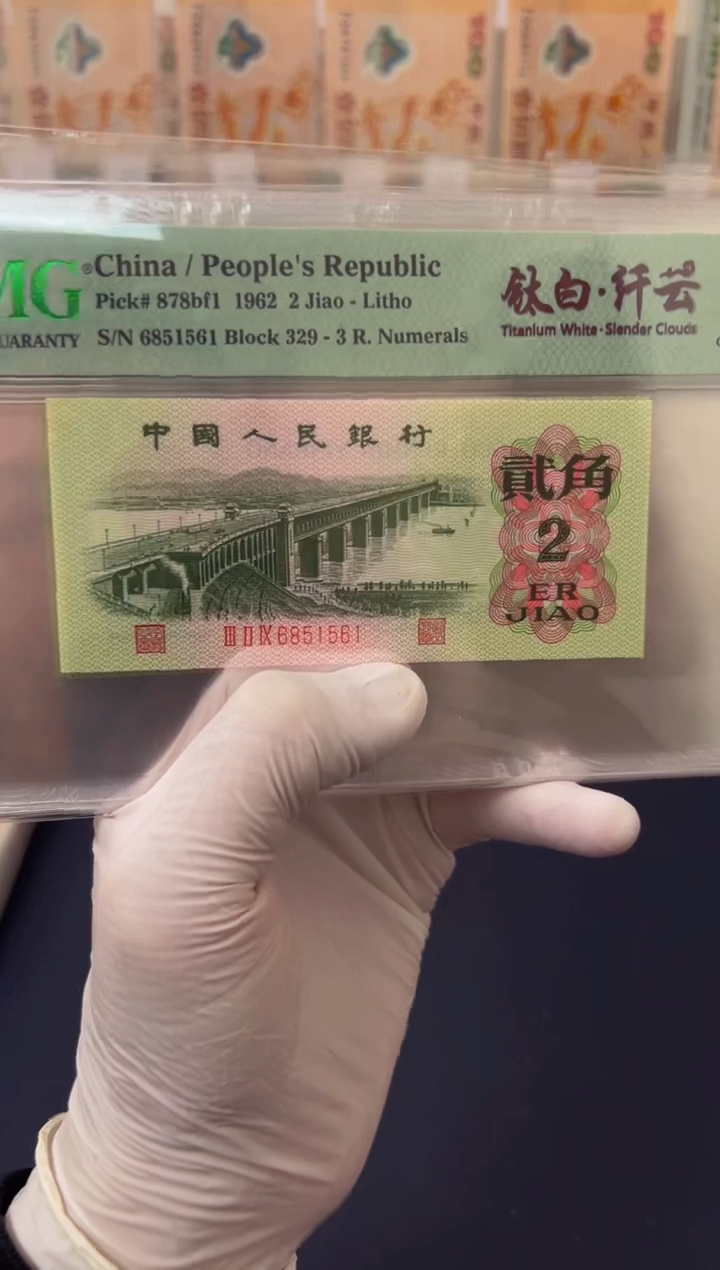 MG® China / People's Republic
Pick# 878bf1 1962 2 Jiao - Litho
UARANTY S/N 6851561 Block 329 - 3 R. Numerals
钛白·纤云
Titanium White·Slender Clouds
中國人民銀行
貳角
2
ER
JIAO
III II IX 6851561